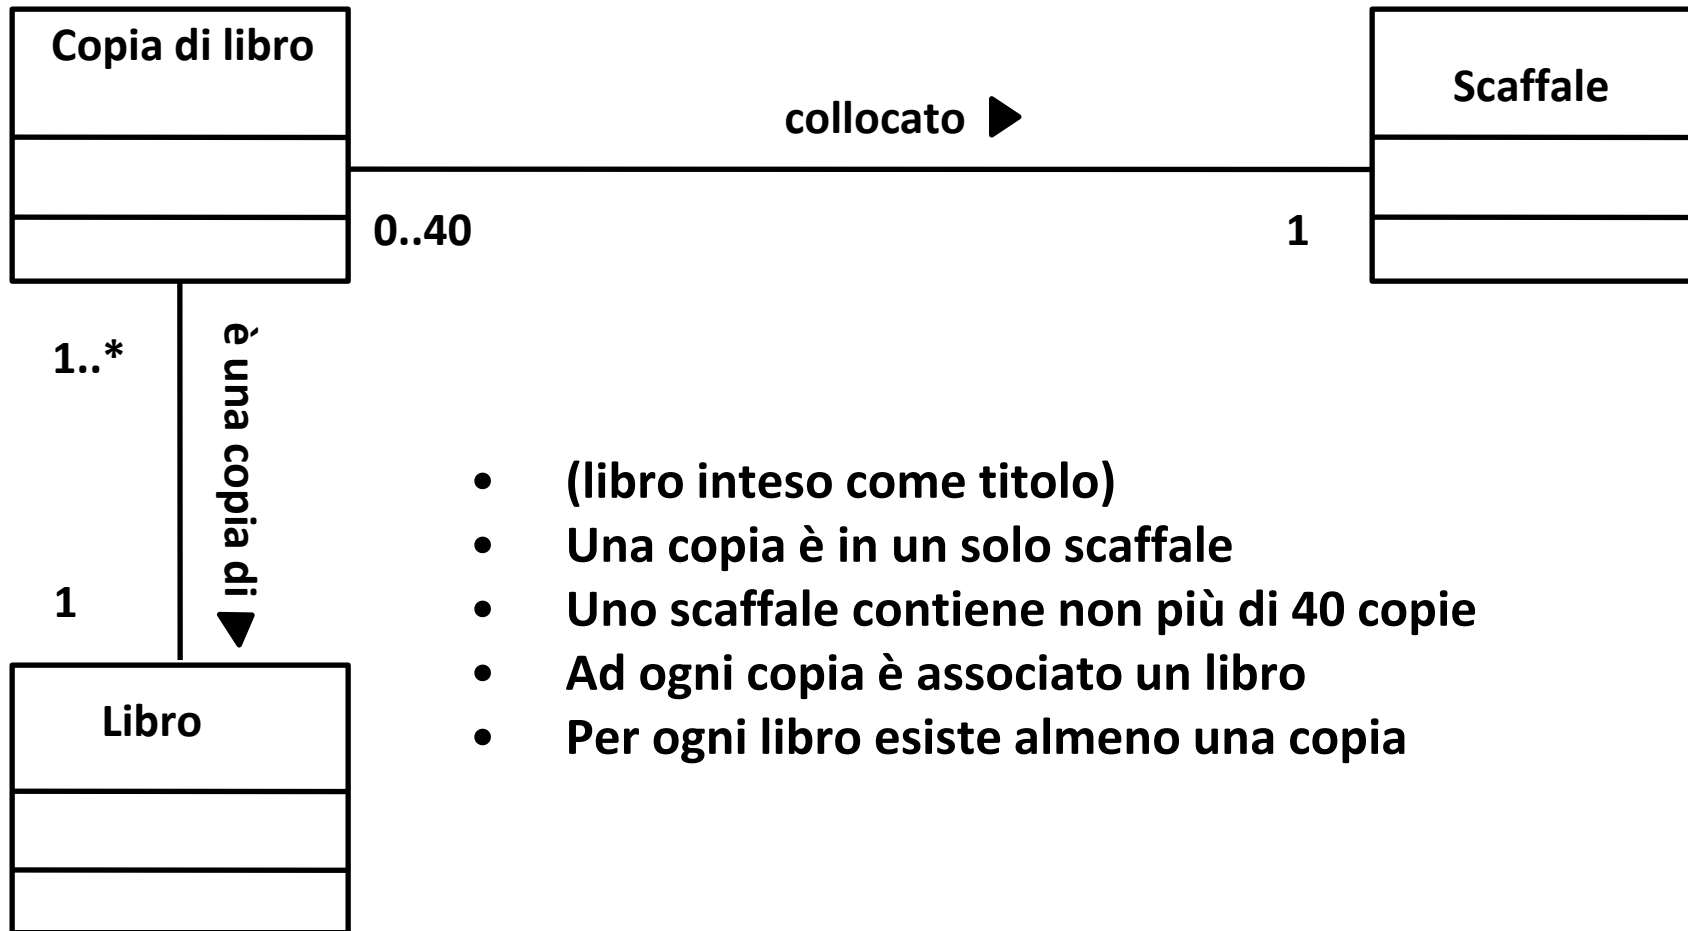 Copia di libro
Scaffale
collocato
0..40
1
1..*
è una copia di
1
Libro
• (libro inteso come titolo)
• Una copia è in un solo scaffale
• Uno scaffale contiene non più di 40 copie
• Ad ogni copia è associato un libro
• Per ogni libro esiste almeno una copia